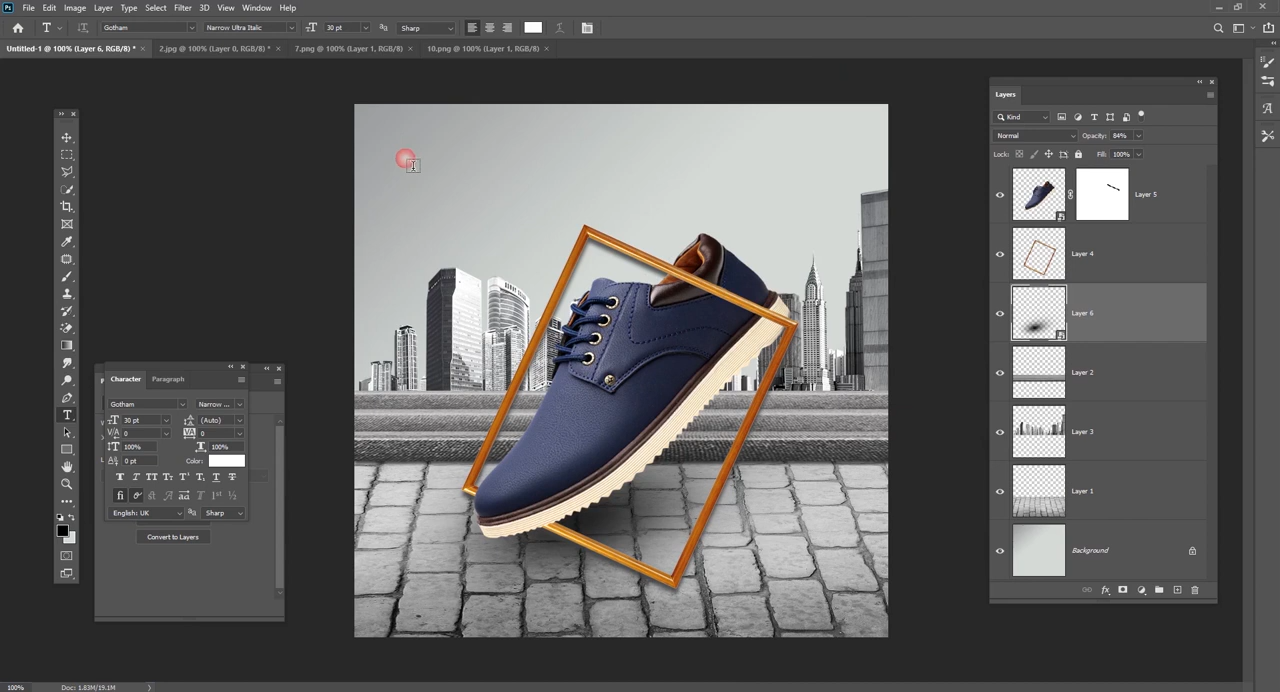 Ps File Edit Image Layer Type Select Filter 3D View Window Help
T Gotham Narrow Ultra Italic 30 pt Sharp
Untitled-1 @ 100% (Layer 6, RGB/8) * × 2.jpg @ 100% (Layer 0, RGB/8) * × 7.png @ 100% (Layer 1, RGB/8) × 10.png @ 100% (Layer 1, RGB/8) ×
Layers
Kind
Normal Opacity: 84%
Lock: Fill: 100%
Layer 5
Layer 4
Layer 6
Layer 2
Layer 3
Layer 1
Background
Character Paragraph
Gotham Narrow ...
30 pt (Auto)
0 0
100% 100%
0 pt Color:
English: UK Sharp
Convert to Layers
100% Doc: 1.83M/19.1M